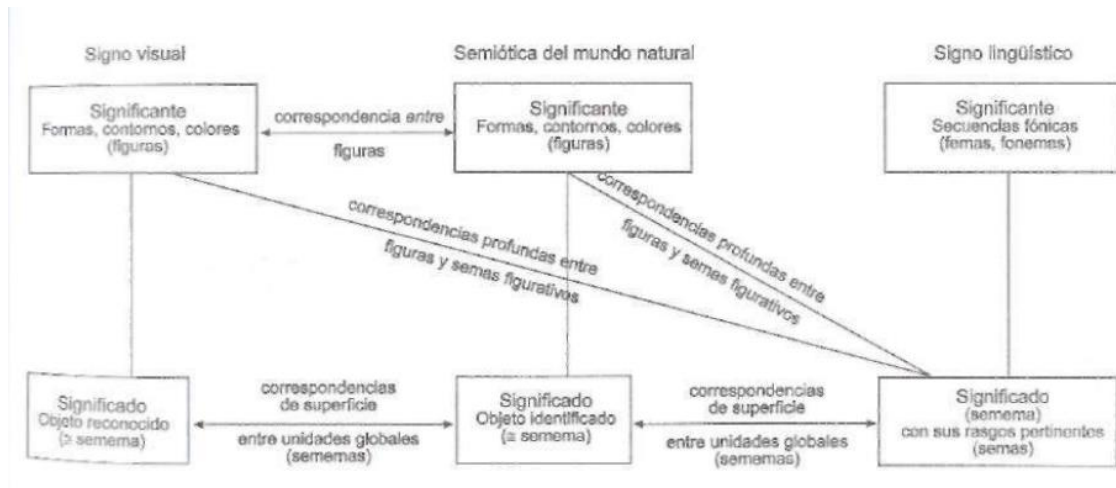 Signo visual
Semiótica del mundo natural
Signo lingüístico
Significante
Formas, contornos, colores
(figuras)
correspondencia entre
figuras
Significante
Formas, contornos, colores
(figuras)
Significante
Secuencias fónicas
(femas, fonemas)
correspondencias profundas entre
figuras y semas figurativos
correspondencias profundas entre
figuras y semas figurativos
Significado
Objeto reconocido
(≥ semema)
correspondencias
de superficie
entre unidades globales
(sememas)
Significado
Objeto identificado
(≅ semema)
correspondencias
de superficie
entre unidades globales
(sememas)
Significado
(semema)
con sus rasgos pertinentes
(semas)